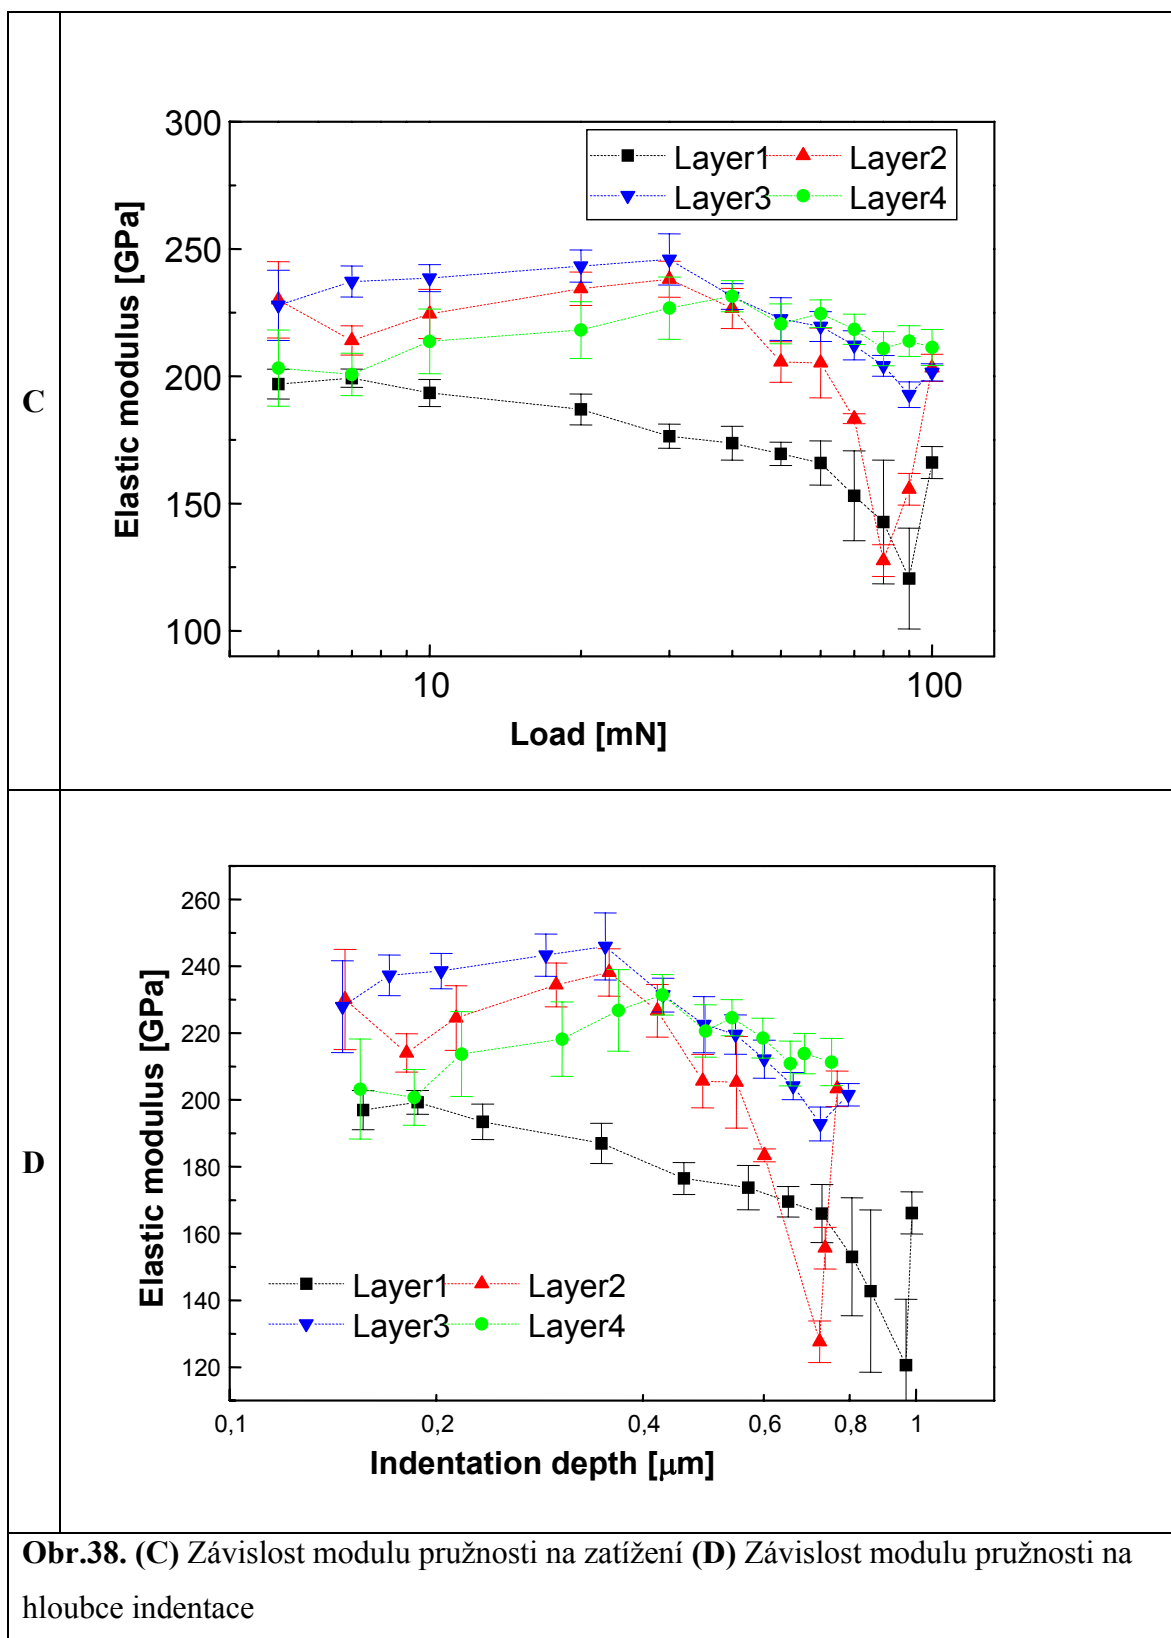 C
300
250
200
150
100
Elastic modulus [GPa]
Layer1 Layer2
Layer3 Layer4
10 100
Load [mN]
D
260
240
220
200
180
160
140
120
Elastic modulus [GPa]
Layer1 Layer2
Layer3 Layer4
0,1 0,2 0,4 0,6 0,8 1
Indentation depth [μm]
Obr.38. (C) Závislost modulu pružnosti na zatížení (D) Závislost modulu pružnosti na
hloubce indentace